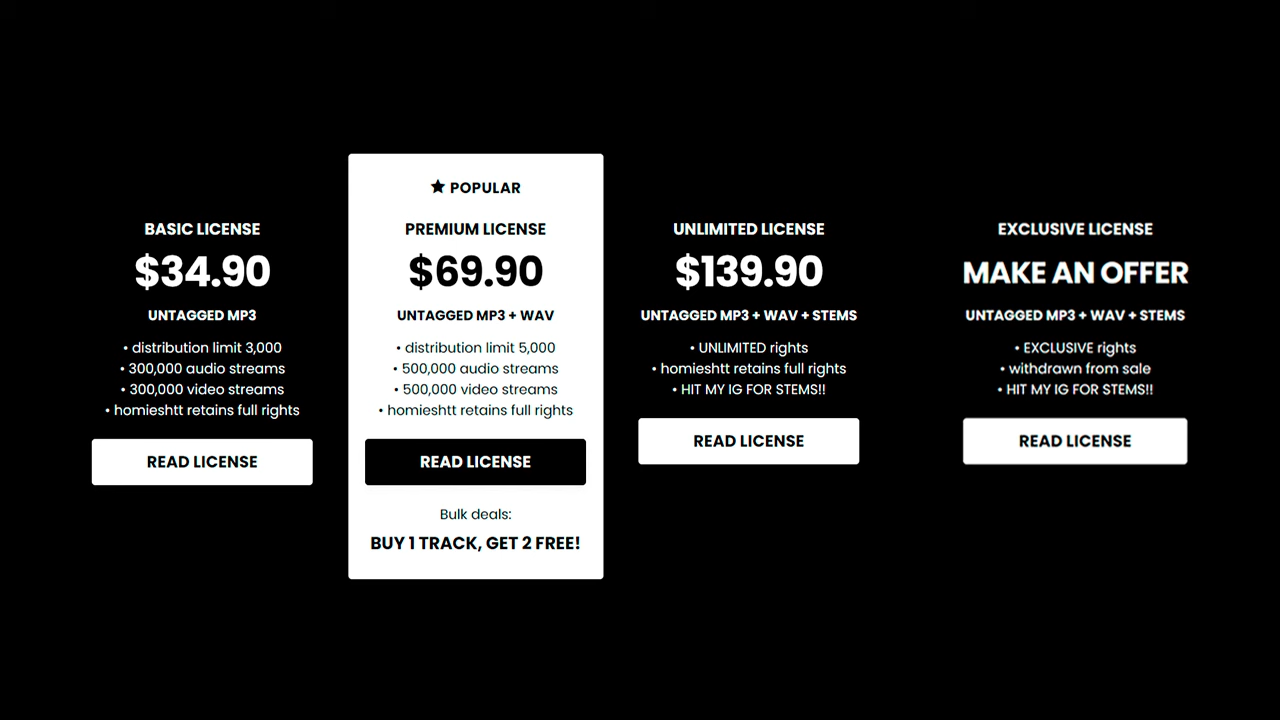 BASIC LICENSE
$34.90
UNTAGGED MP3
• distribution limit 3,000
• 300,000 audio streams
• 300,000 video streams
• homieshtt retains full rights
READ LICENSE
★ POPULAR
PREMIUM LICENSE
$69.90
UNTAGGED MP3 + WAV
• distribution limit 5,000
• 500,000 audio streams
• 500,000 video streams
• homieshtt retains full rights
READ LICENSE
Bulk deals:
BUY 1 TRACK, GET 2 FREE!
UNLIMITED LICENSE
$139.90
UNTAGGED MP3 + WAV + STEMS
• UNLIMITED rights
• homieshtt retains full rights
• HIT MY IG FOR STEMS!!
READ LICENSE
EXCLUSIVE LICENSE
MAKE AN OFFER
UNTAGGED MP3 + WAV + STEMS
• EXCLUSIVE rights
• withdrawn from sale
• HIT MY IG FOR STEMS!!
READ LICENSE